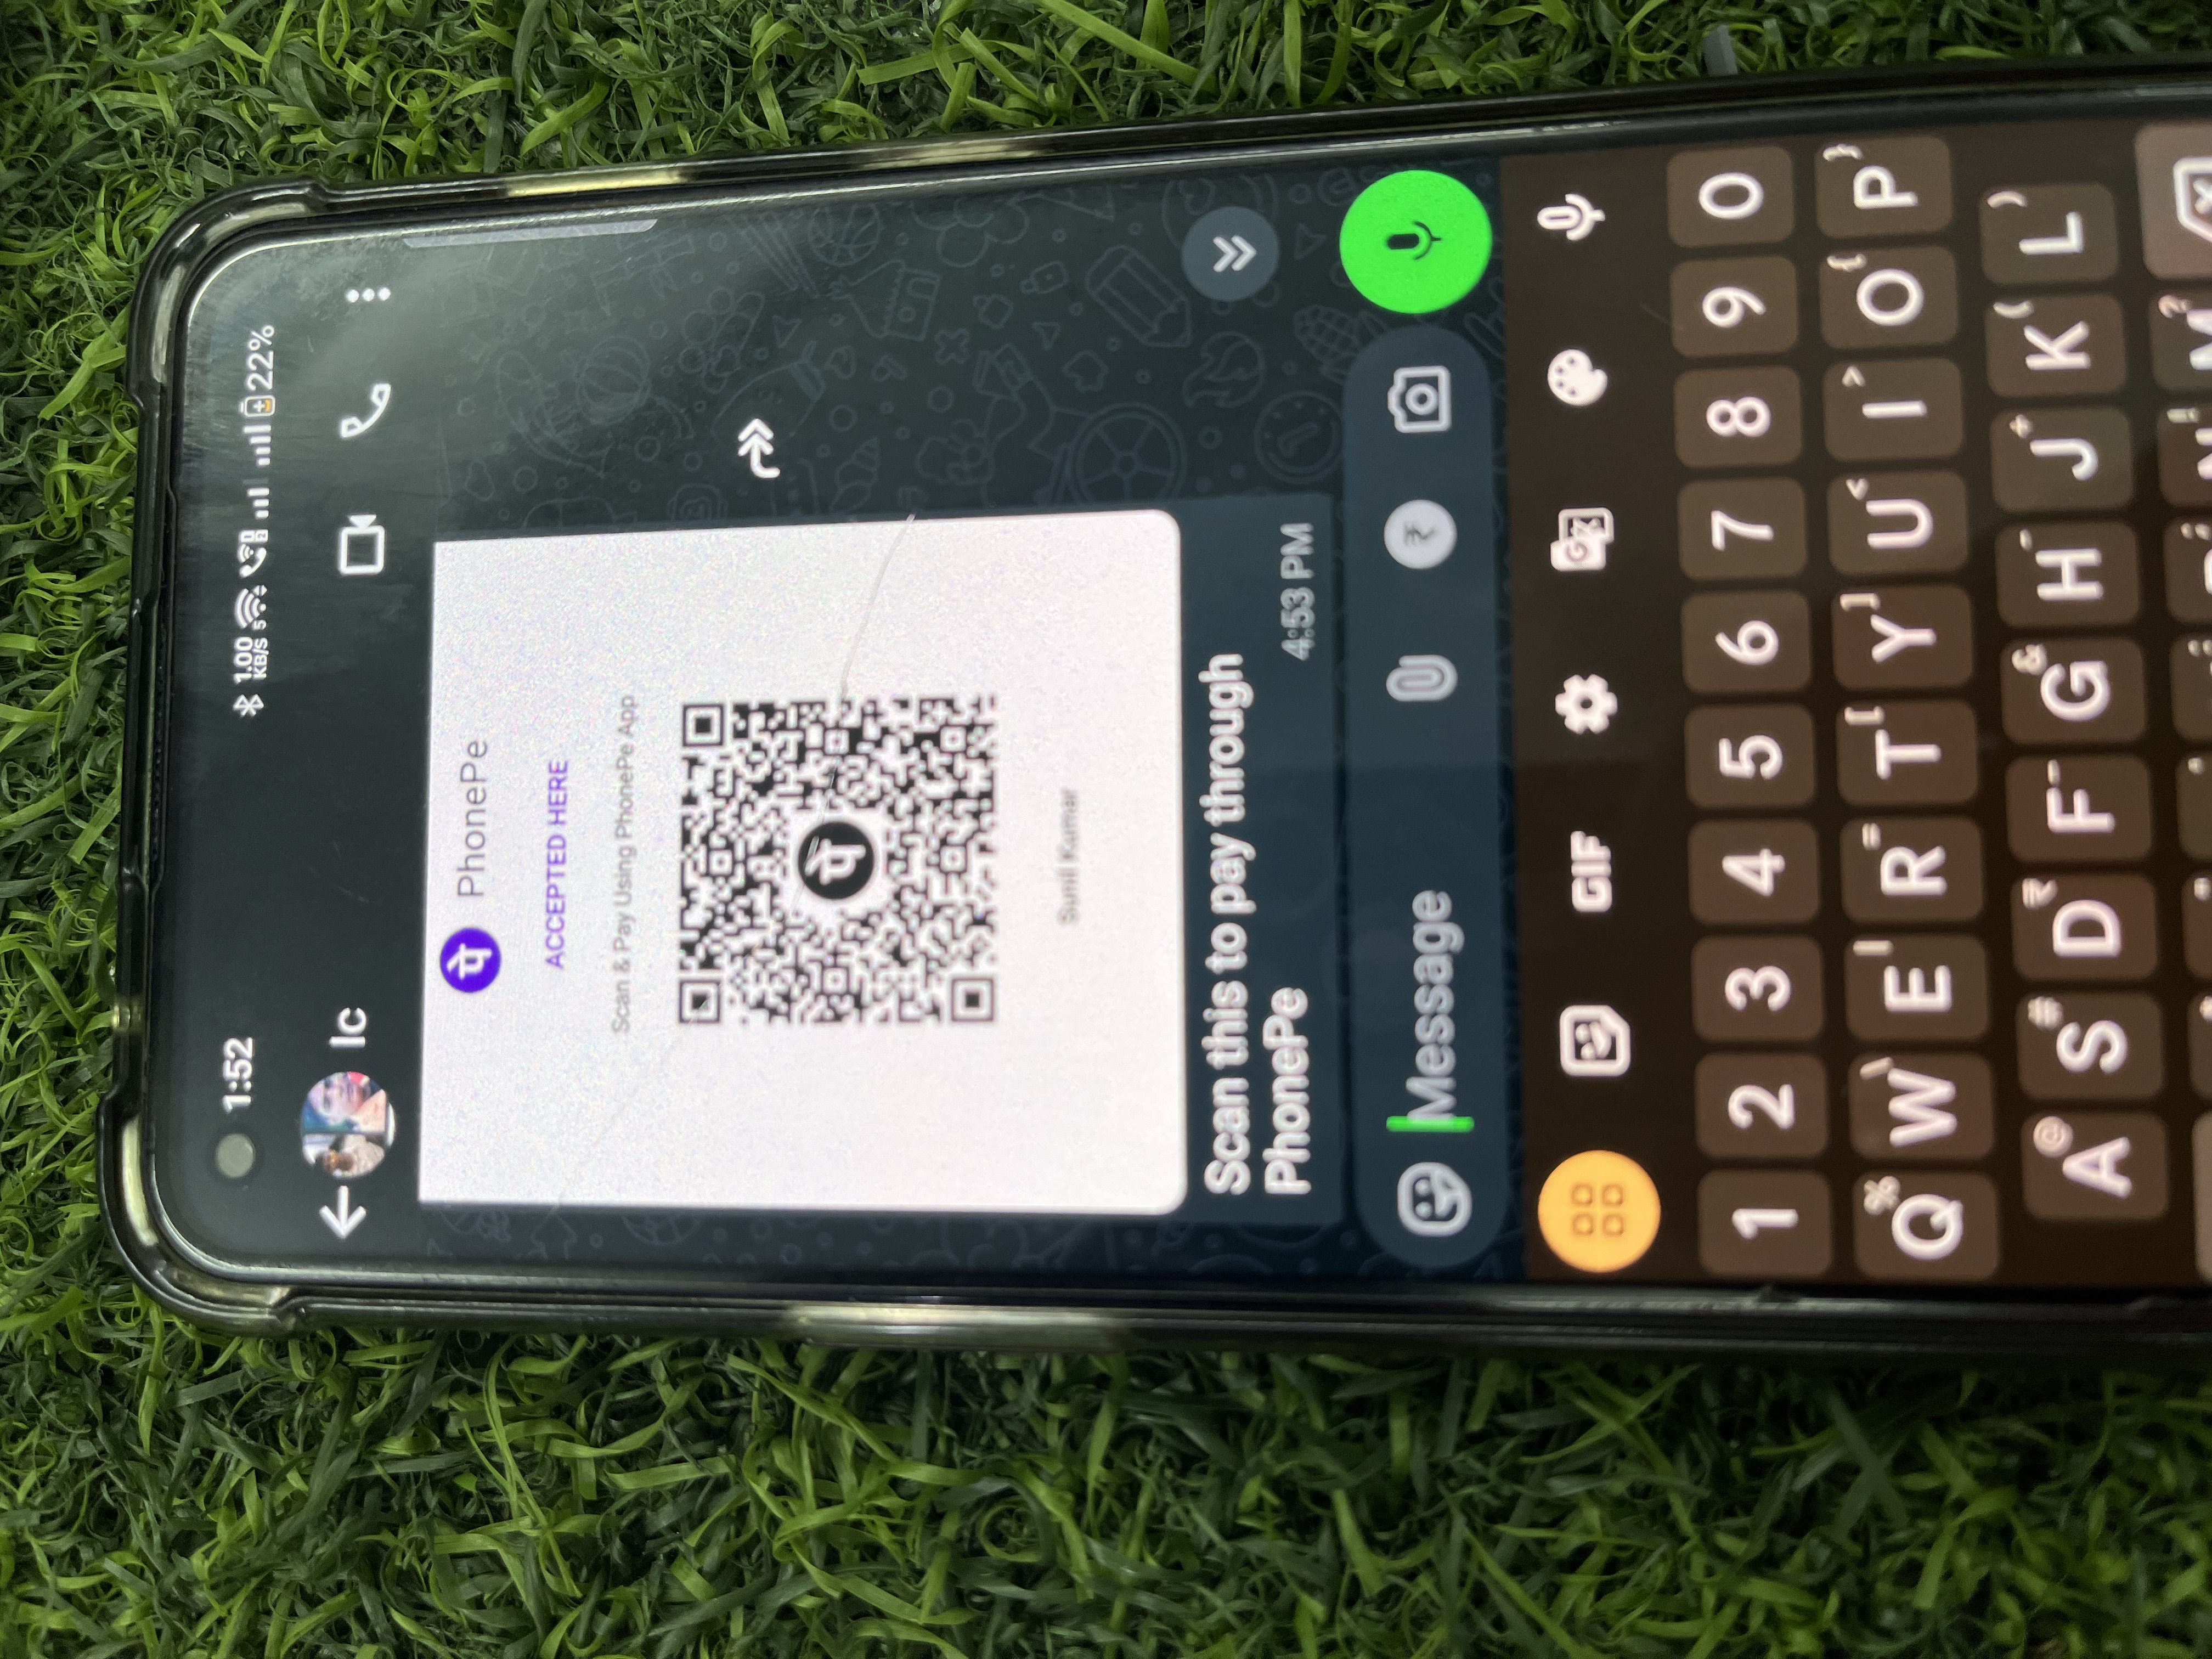 1:52
1.00
KB/S
5
22%
Ic
पे PhonePe
ACCEPTED HERE
Scan & Pay Using PhonePe App
पे
Sunil Kumar
Scan this to pay through
PhonePe
4:53 PM
Message
₹
GIF
G
1 2 3 4 5 6 7 8 9 0
% \ | = [ ] < > { }
Q W E R T Y U I O P
@ # ₹ _ & - + ( )
A S D F G H J K L
! ?
N M